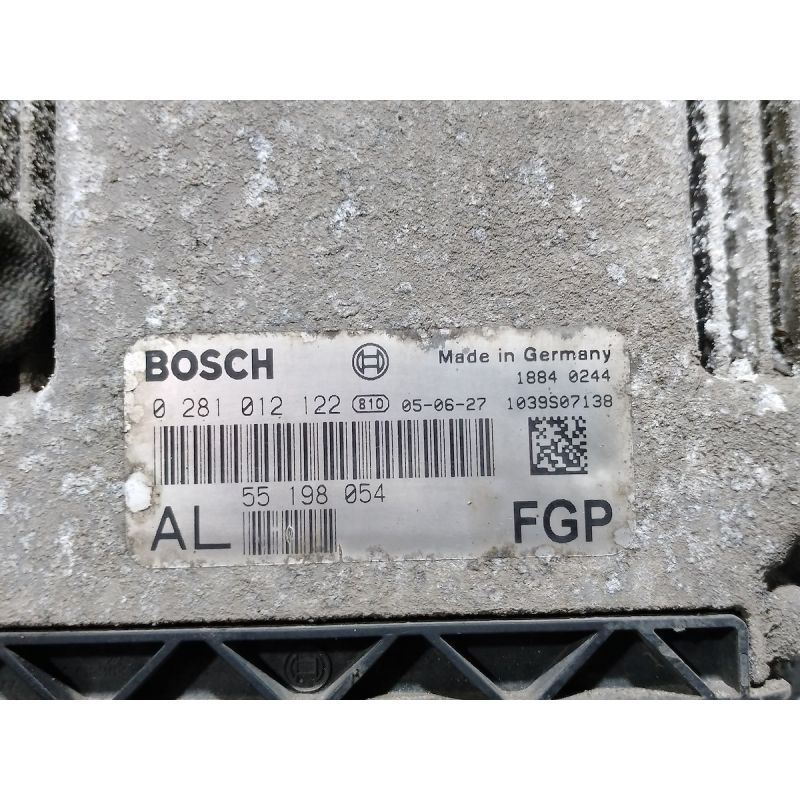 BOSCH Made in Germany
1884 0244
0 281 012 122 B10 05-06-27 1039S07138
55 198 054
AL FGP